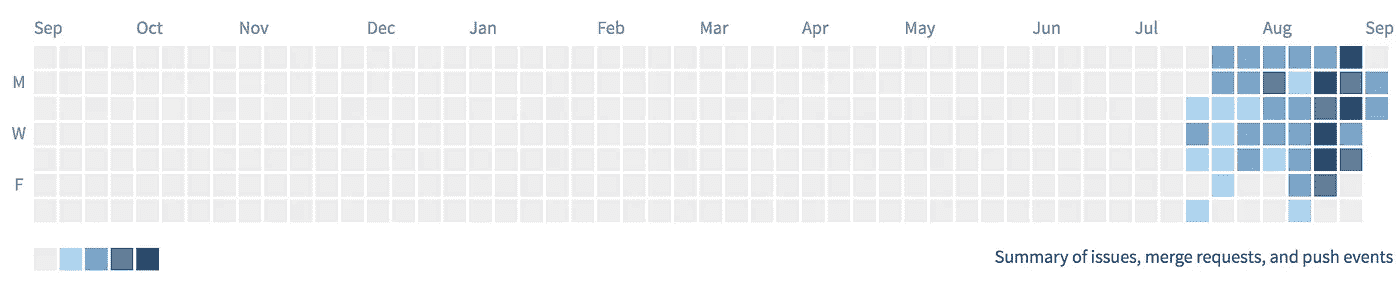 Sep Oct Nov Dec Jan Feb Mar Apr May Jun Jul Aug Sep
M
W
F
Summary of issues, merge requests, and push events